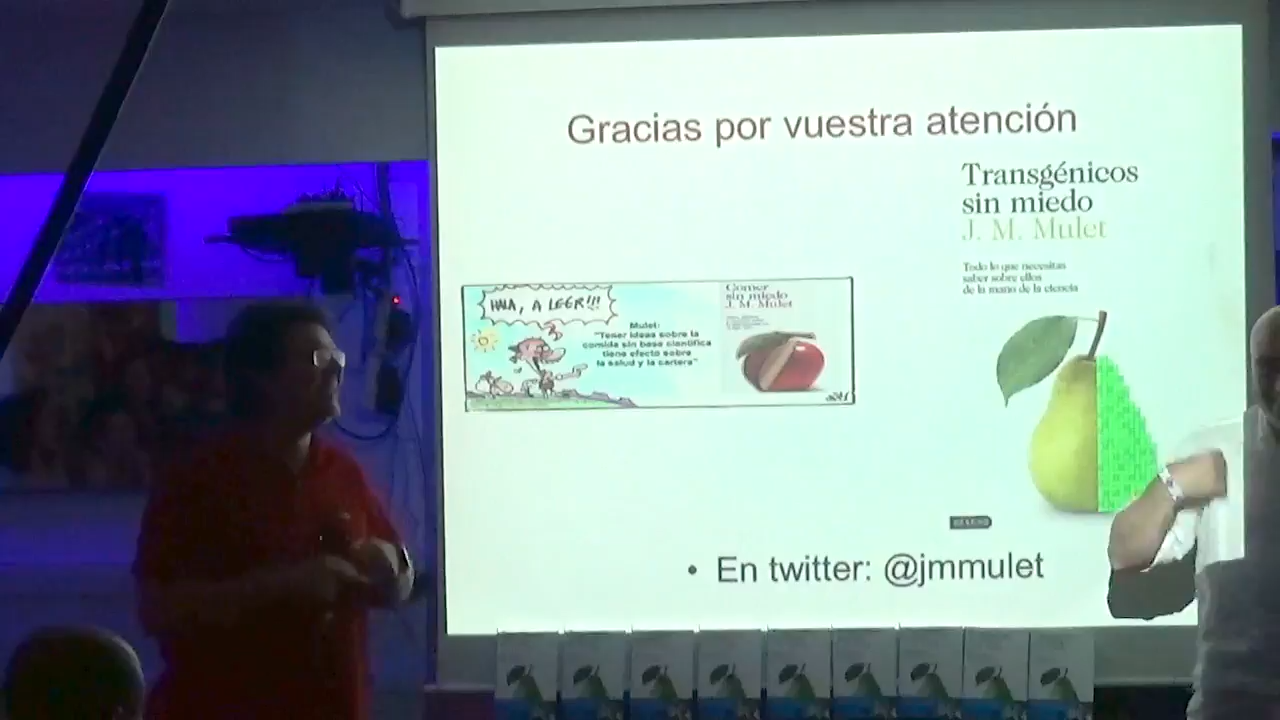 Gracias por vuestra atención
Transgénicos
sin miedo
J. M. Mulet
Todo lo que necesitas
saber sobre ellos
de la mano de la ciencia
HALA, A LEER!!!
Comer
sin miedo
J. M. Mulet
Mulet:
"Tener ideas sobre la
comida sin base científica
tiene efecto sobre
la salud y la cartera"
• En twitter: @jmmulet